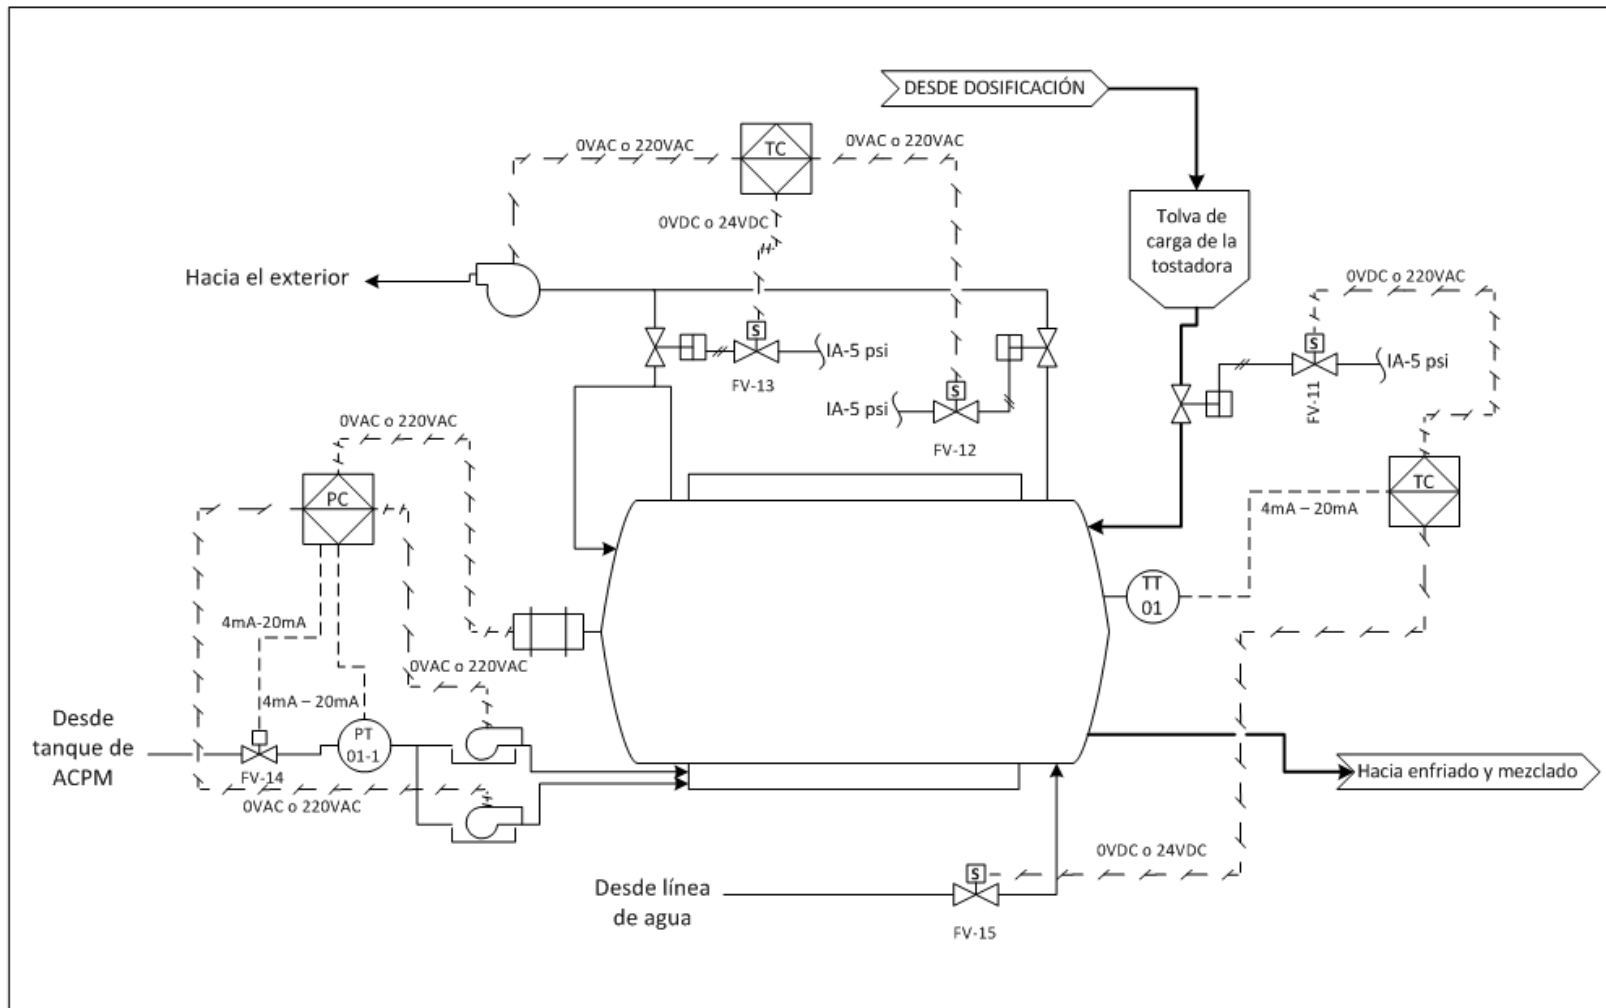 DESDE DOSIFICACIÓN
0VAC o 220VAC
TC
0VAC o 220VAC
0VDC o 24VDC
Tolva de
carga de la
tostadora
Hacia el exterior
0VDC o 220VAC
S
IA-5 psi
FV-13
S
IA-5 psi
FV-11
IA-5 psi
S
FV-12
0VAC o 220VAC
PC
TC
4mA – 20mA
TT
01
4mA-20mA
0VAC o 220VAC
4mA – 20mA
Desde
tanque de
ACPM
PT
01-1
FV-14
0VAC o 220VAC
Hacia enfriado y mezclado
0VDC o 24VDC
Desde línea
de agua
S
FV-15